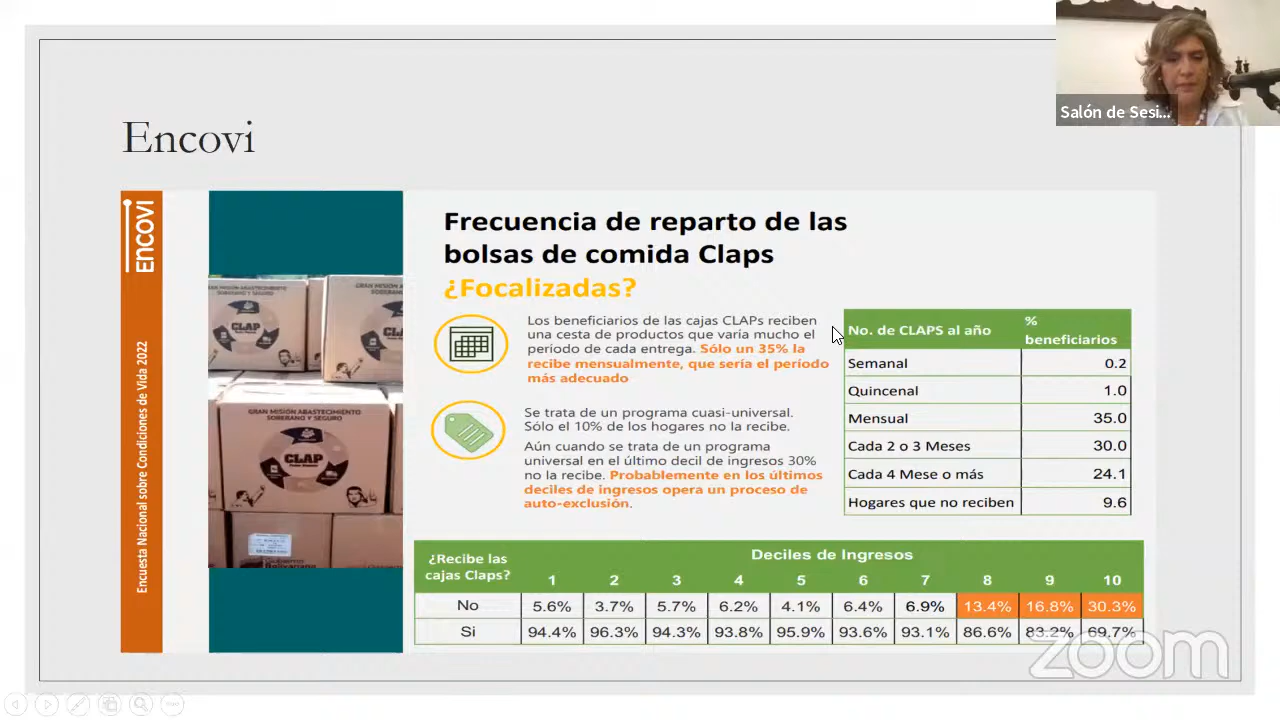 Salón de Sesi...
Encovi
ENCOVI
Encuesta Nacional sobre Condiciones de Vida 2022
GRAN MISIÓN ABASTECIMIENTO
SOBERANO Y SEGURO
CLAP
GRAN MISIÓN ABASTECIMIENTO
SOBERANO Y SEGURO
CLAP
Frecuencia de reparto de las
bolsas de comida Claps
¿Focalizadas?
Los beneficiarios de las cajas CLAPs reciben
una cesta de productos que varía mucho el
periodo de cada entrega. Sólo un 35% la
recibe mensualmente, que sería el período
más adecuado
Se trata de un programa cuasi-universal.
Sólo el 10% de los hogares no la recibe.
Aún cuando se trata de un programa
universal en el último decil de ingresos 30%
no la recibe. Probablemente en los últimos
deciles de ingresos opera un proceso de
auto-exclusión.
No. de CLAPS al año % beneficiarios
Semanal 0.2
Quincenal 1.0
Mensual 35.0
Cada 2 o 3 Meses 30.0
Cada 4 Mese o más 24.1
Hogares que no reciben 9.6
¿Recibe las cajas Claps? Deciles de Ingresos
1 2 3 4 5 6 7 8 9 10
No 5.6% 3.7% 5.7% 6.2% 4.1% 6.4% 6.9% 13.4% 16.8% 30.3%
Si 94.4% 96.3% 94.3% 93.8% 95.9% 93.6% 93.1% 86.6% 83.2% 69.7%
zoom